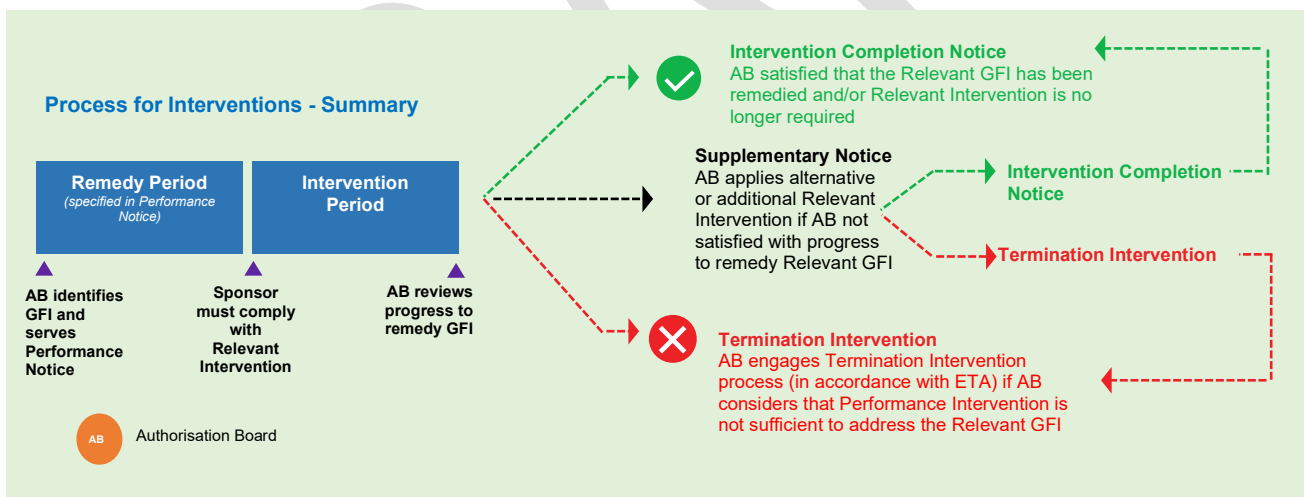 Process for Interventions - Summary
Remedy Period
(specified in Performance
Notice)
Intervention
Period
AB identifies
GFI and
serves
Performance
Notice
Sponsor
must comply
with
Relevant
Intervention
AB reviews
progress to
remedy GFI
Intervention Completion Notice
AB satisfied that the Relevant GFI has been
remedied and/or Relevant Intervention is no
longer required
Supplementary Notice
AB applies alternative
or additional Relevant
Intervention if AB not
satisfied with progress
to remedy Relevant GFI
Intervention Completion
Notice
Termination Intervention
Termination Intervention
AB engages Termination Intervention
process (in accordance with ETA) if AB
considers that Performance Intervention is
not sufficient to address the Relevant GFI
AB
Authorisation Board